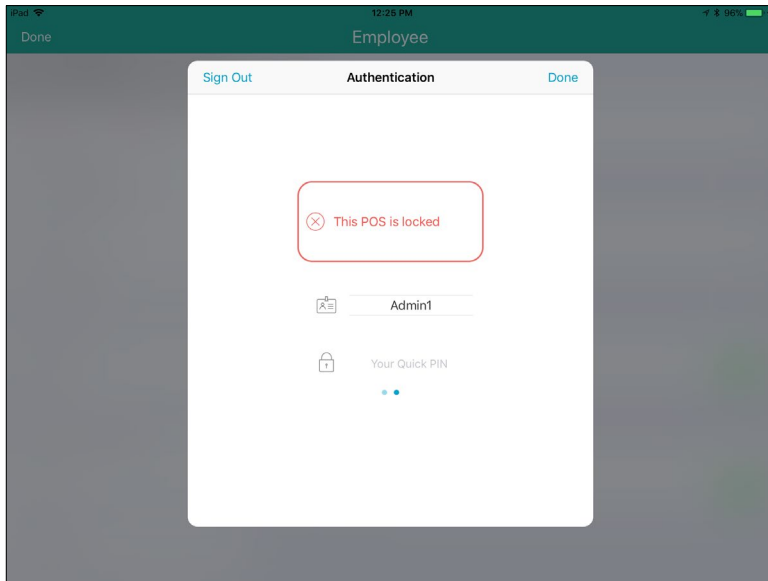 iPad 12:25 PM 96%
Done Employee
Sign Out Authentication Done
This POS is locked
Admin1
Your Quick PIN